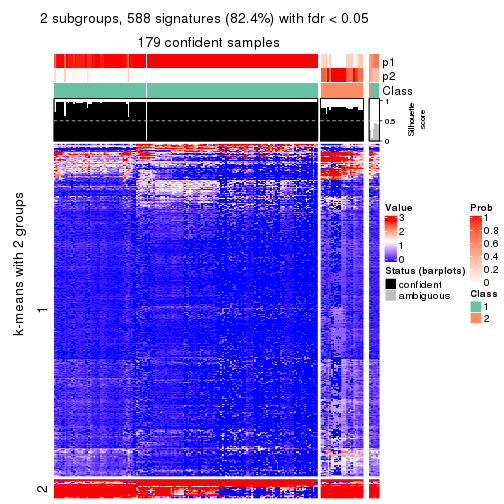 2 subgroups, 588 signatures (82.4%) with fdr < 0.05
179 confident samples
p1
p2
Class
1
0.5
0
Silhouette
score
k-means with 2 groups
1
2
Value
3
2
1
0
Status (barplots)
confident
ambiguous
Prob
1
0.8
0.6
0.4
0.2
0
Class
1
2